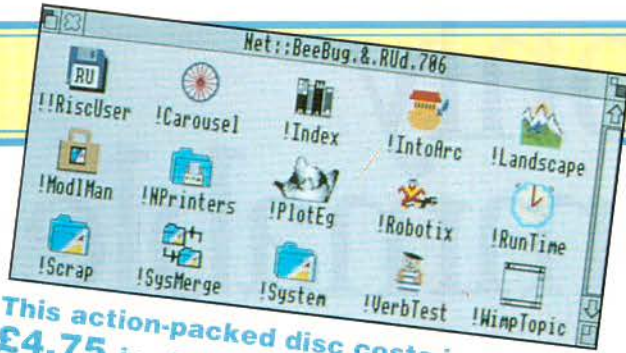 Net::BeeBug.&.RUd.706
RU
!!RiscUser !Carousel !Index !IntoArc !Landscape
!ModlMan !NPrinters !PlotEg !Robotix !RunTime
!Scrap !SysMerge !System !VerbTest !WimpTopic
This action-packed disc costs
£4.75